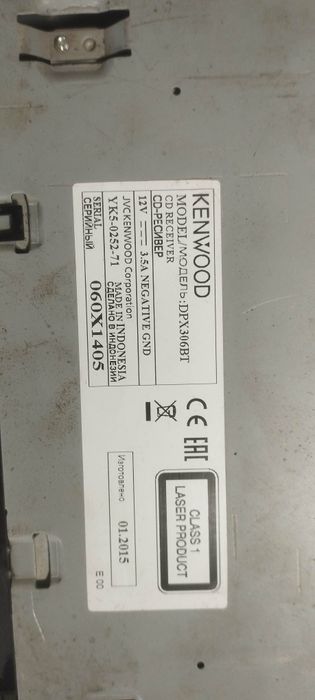 KENWOOD
MODEL/МОДЕЛЬ:DPX306BT
CD RECEIVER
CD-РЕСИВЕР
12V 3.5A NEGATIVE GND
JVCKENWOOD Corporation
YK5-0252-71
MADE IN INDONESIA
СДЕЛАНО В ИНДОНЕЗИИ
SERIAL
СЕРИЙНЫЙ
060X1405
CE EAC
CLASS 1
LASER PRODUCT
Изготовлено 01.2015
E 00